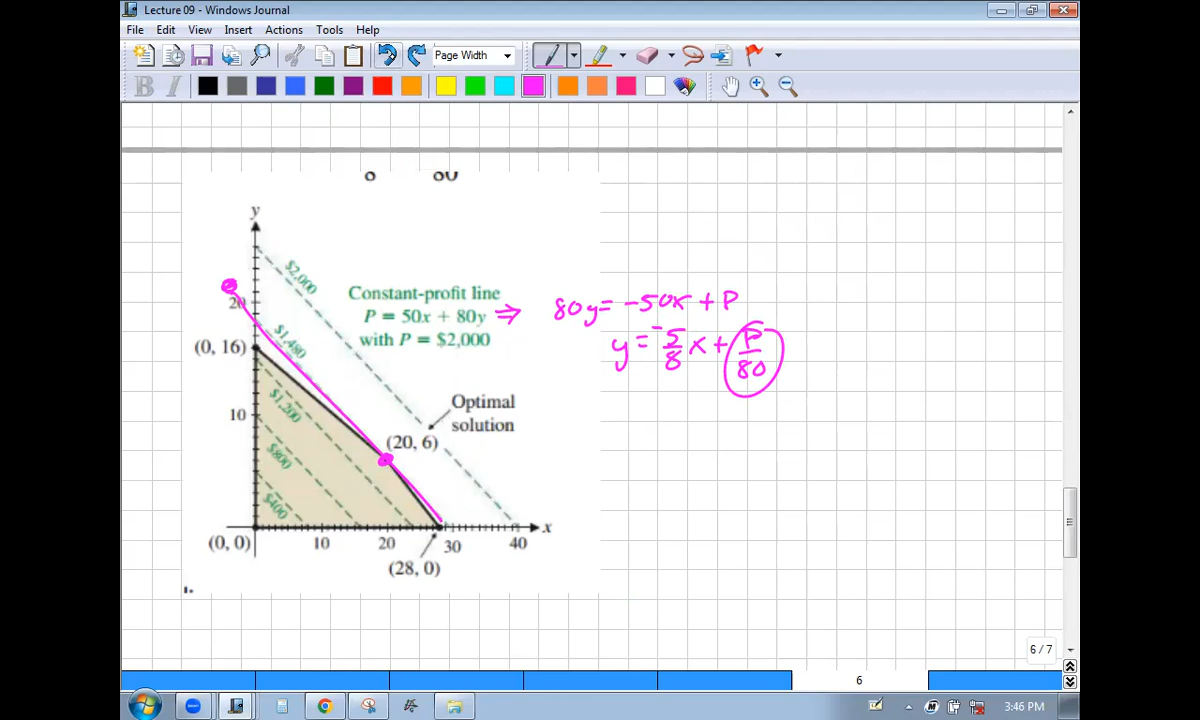 Lecture 09 - Windows Journal
File Edit View Insert Actions Tools Help
Page Width
B I
y
$2,000
20
Constant-profit line
P = 50x + 80y
with P = $2,000
⇒ 80y = -50x + P
y = -5/8 x + P/80
$1,480
(0, 16)
$1,200
10
Optimal
solution
(20, 6)
$800
$400
x
(0, 0)
10 20 30 40
(28, 0)
6 / 7
6
3:46 PM